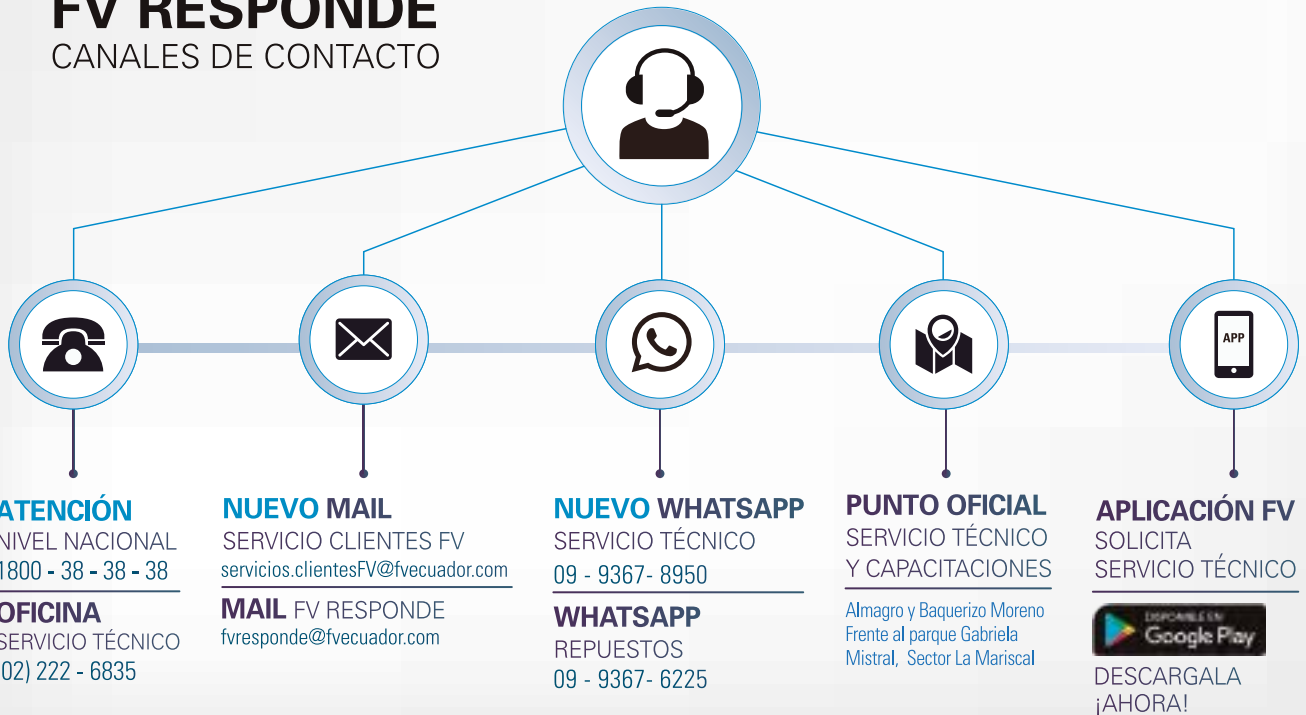 FV RESPONDE
CANALES DE CONTACTO
APP
ATENCIÓN
NIVEL NACIONAL
1800 - 38 - 38 - 38
OFICINA
SERVICIO TÉCNICO
(02) 222 - 6835
NUEVO MAIL
SERVICIO CLIENTES FV
servicios.clientesFV@fvecuador.com
MAIL FV RESPONDE
fvresponde@fvecuador.com
NUEVO WHATSAPP
SERVICIO TÉCNICO
09 - 9367- 8950
WHATSAPP
REPUESTOS
09 - 9367- 6225
PUNTO OFICIAL
SERVICIO TÉCNICO
Y CAPACITACIONES
Almagro y Baquerizo Moreno
Frente al parque Gabriela
Mistral, Sector La Mariscal
APLICACIÓN FV
SOLICITA
SERVICIO TÉCNICO
DISPONIBLE EN
Google Play
DESCARGALA
¡AHORA!